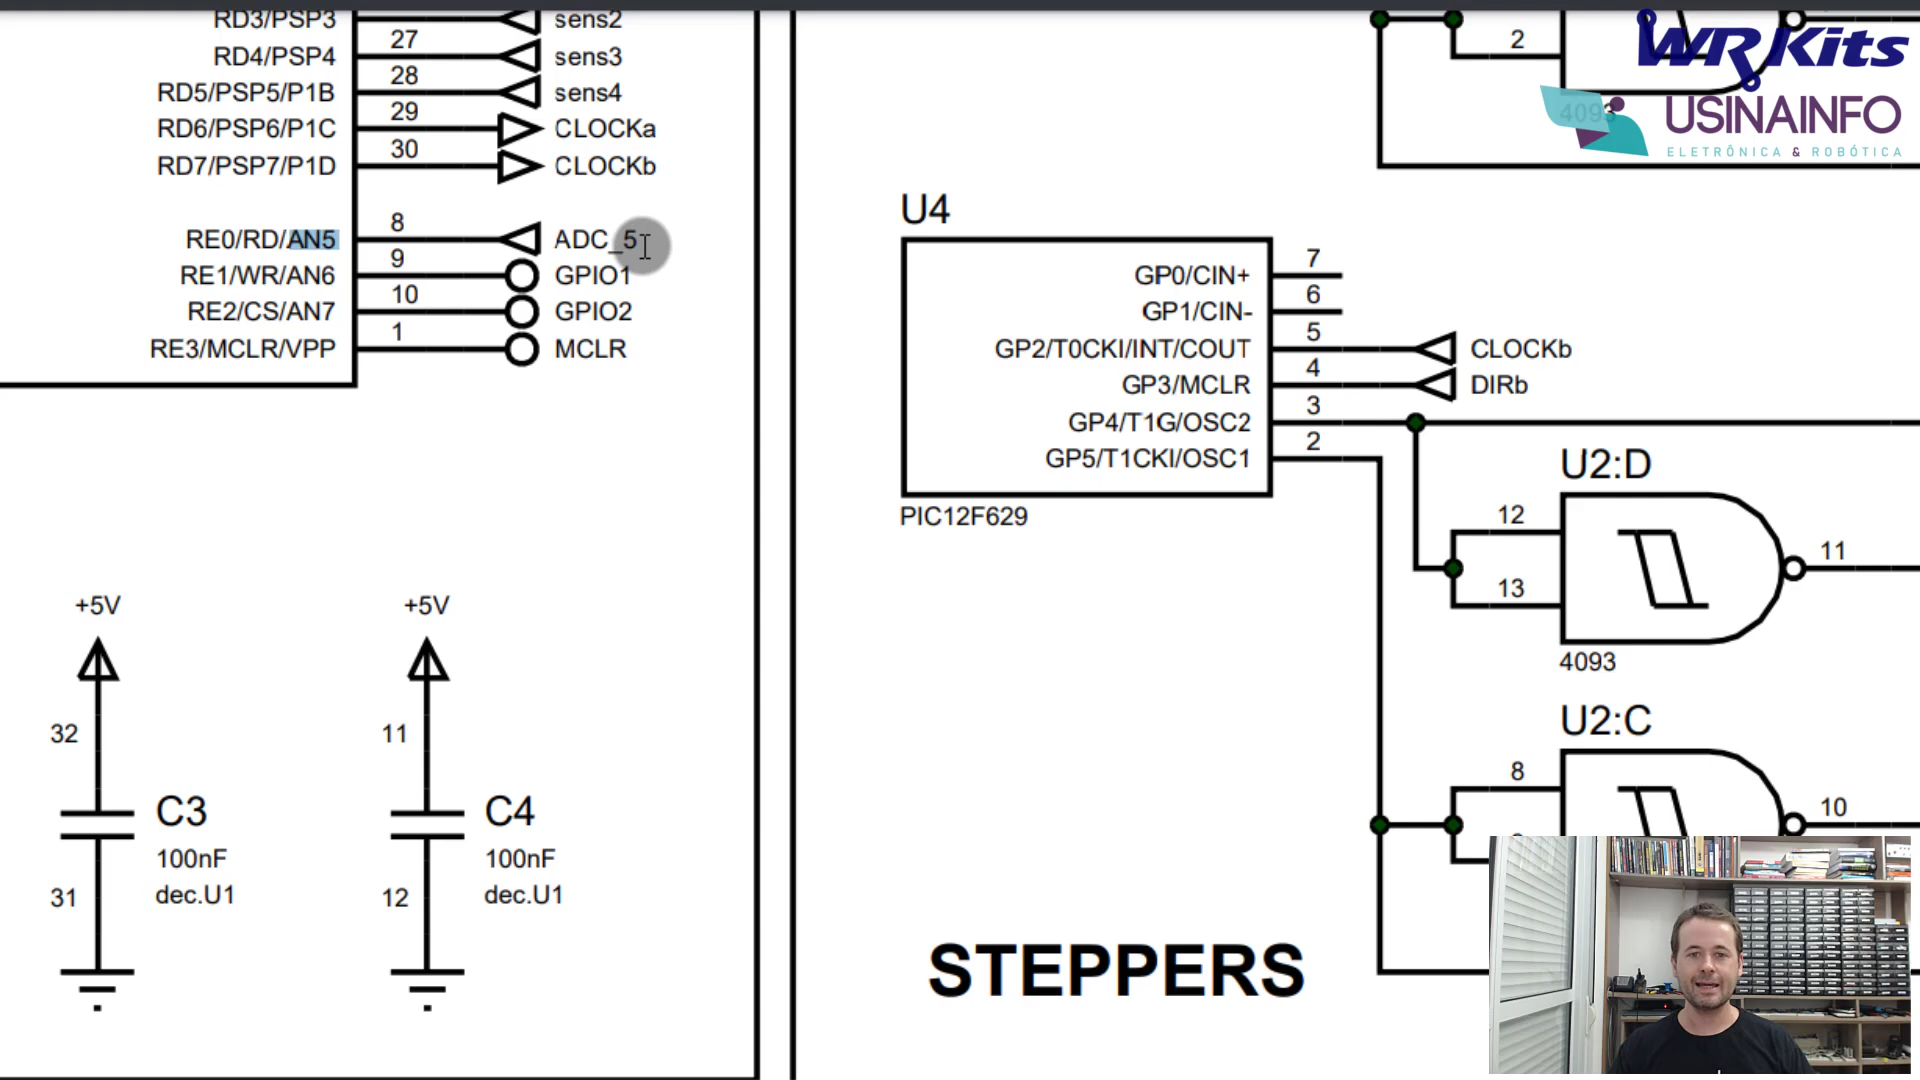 RD3/PSP3 sens2
RD4/PSP4 27 sens3
RD5/PSP5/P1B 28 sens4
RD6/PSP6/P1C 29 CLOCKa
RD7/PSP7/P1D 30 CLOCKb
RE0/RD/AN5 8 ADC_5
RE1/WR/AN6 9 GPIO1
RE2/CS/AN7 10 GPIO2
RE3/MCLR/VPP 1 MCLR
+5V
32
C3
100nF
31
dec.U1
+5V
11
C4
100nF
12
dec.U1
2
4093
WR Kits
USINAINFO
ELETRÔNICA & ROBÓTICA
U4
GP0/CIN+ 7
GP1/CIN- 6
GP2/T0CKI/INT/COUT 5 CLOCKb
GP3/MCLR 4 DIRb
GP4/T1G/OSC2 3
GP5/T1CKI/OSC1 2
PIC12F629
U2:D
12
13
11
4093
U2:C
8
10
STEPPERS